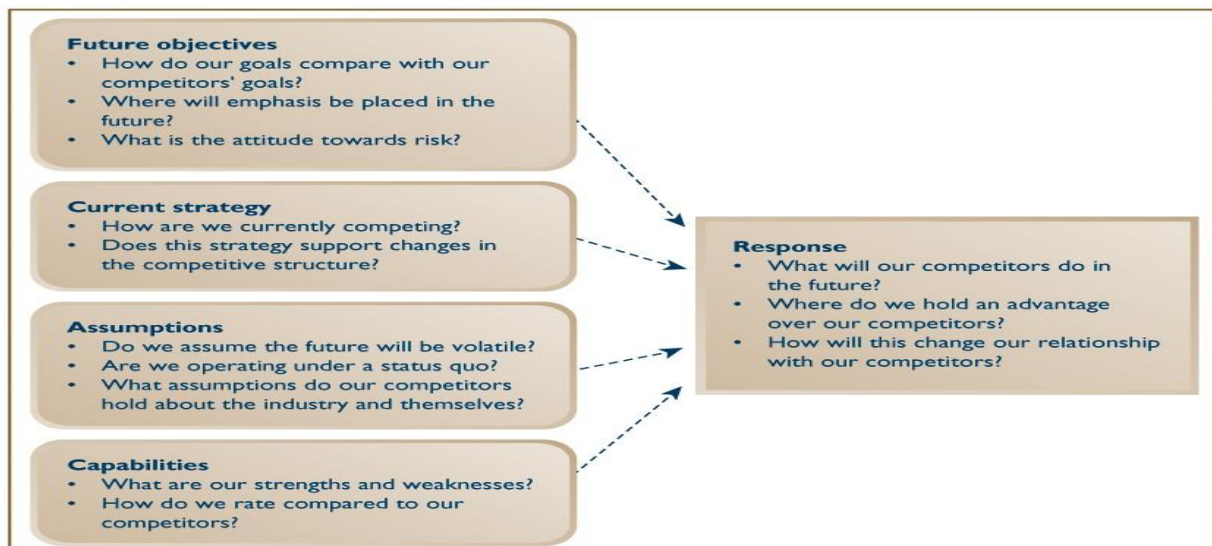 Future objectives
• How do our goals compare with our
competitors' goals?
• Where will emphasis be placed in the
future?
• What is the attitude towards risk?
Current strategy
• How are we currently competing?
• Does this strategy support changes in
the competitive structure?
Assumptions
• Do we assume the future will be volatile?
• Are we operating under a status quo?
• What assumptions do our competitors
hold about the industry and themselves?
Capabilities
• What are our strengths and weaknesses?
• How do we rate compared to our
competitors?
Response
• What will our competitors do in
the future?
• Where do we hold an advantage
over our competitors?
• How will this change our relationship
with our competitors?